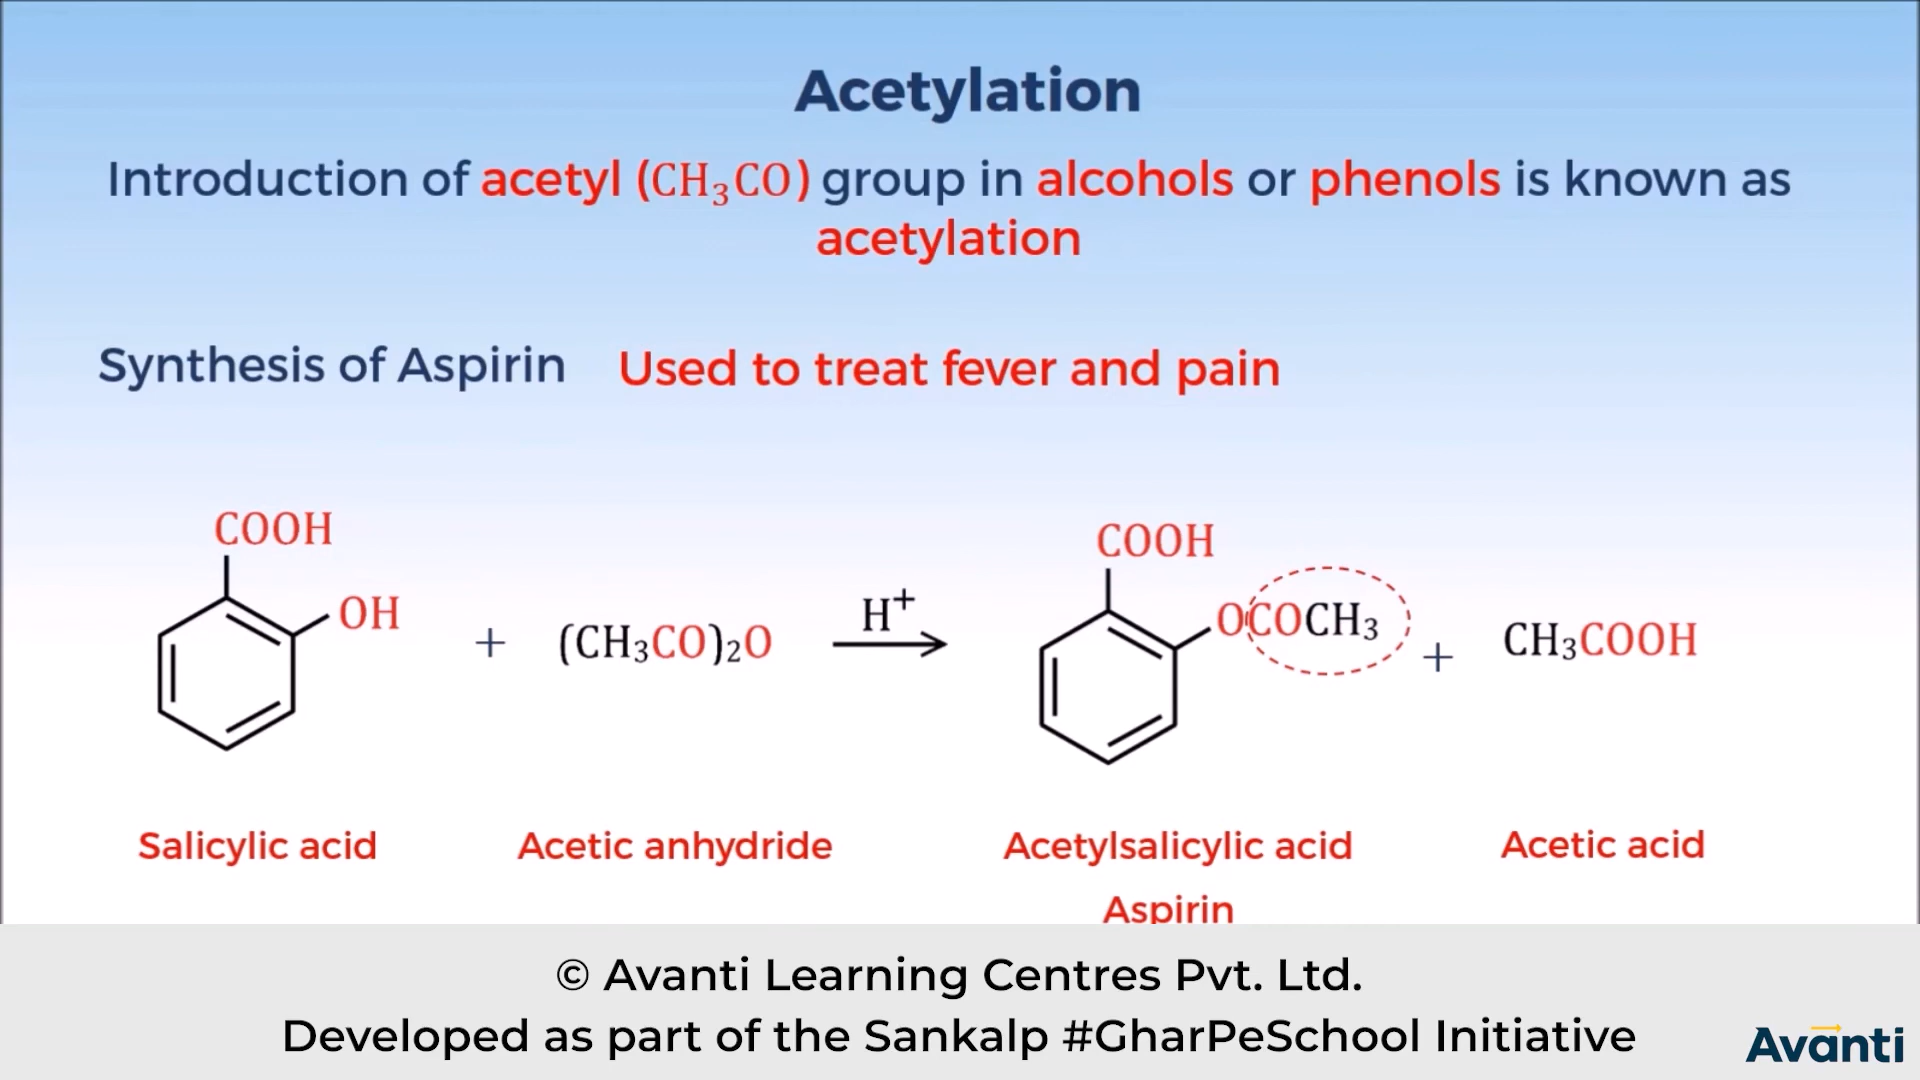 Acetylation
Introduction of acetyl (CH₃CO) group in alcohols or phenols is known as
acetylation
Synthesis of Aspirin Used to treat fever and pain
COOH
OH
+
(CH₃CO)₂O
H⁺
COOH
OCOCH₃
+
CH₃COOH
Salicylic acid
Acetic anhydride
Acetylsalicylic acid
Acetic acid
Aspirin
© Avanti Learning Centres Pvt. Ltd.
Developed as part of the Sankalp #GharPeSchool Initiative
Avanti